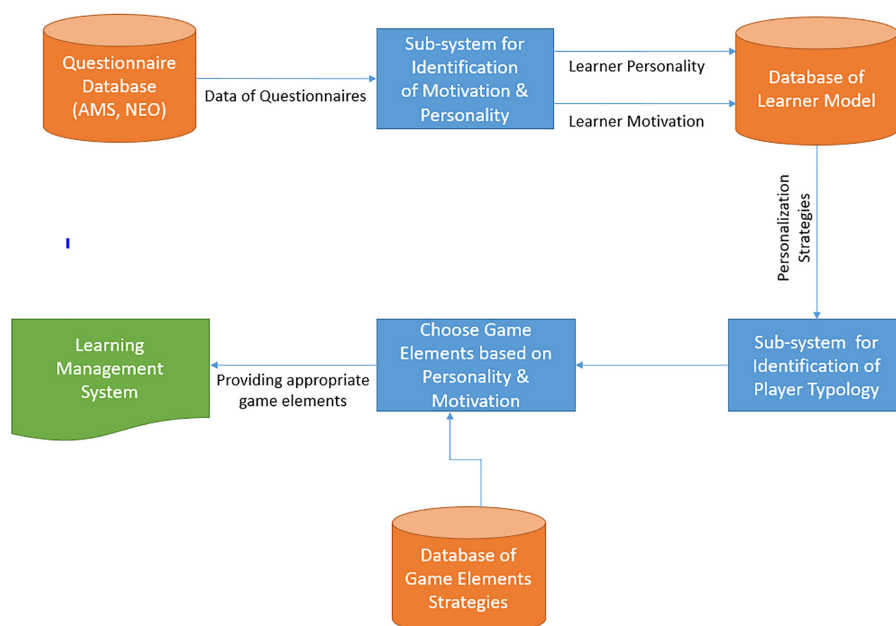 Questionnaire
Database
(AMS, NEO)
Data of Questionnaires
Sub-system for
Identification
of Motivation &
Personality
Learner Personality
Learner Motivation
Database of
Learner Model
Personalization
Strategies
Sub-system for
Identification of
Player Typology
Choose Game
Elements based on
Personality &
Motivation
Providing appropriate
game elements
Learning
Management
System
Database of
Game Elements
Strategies